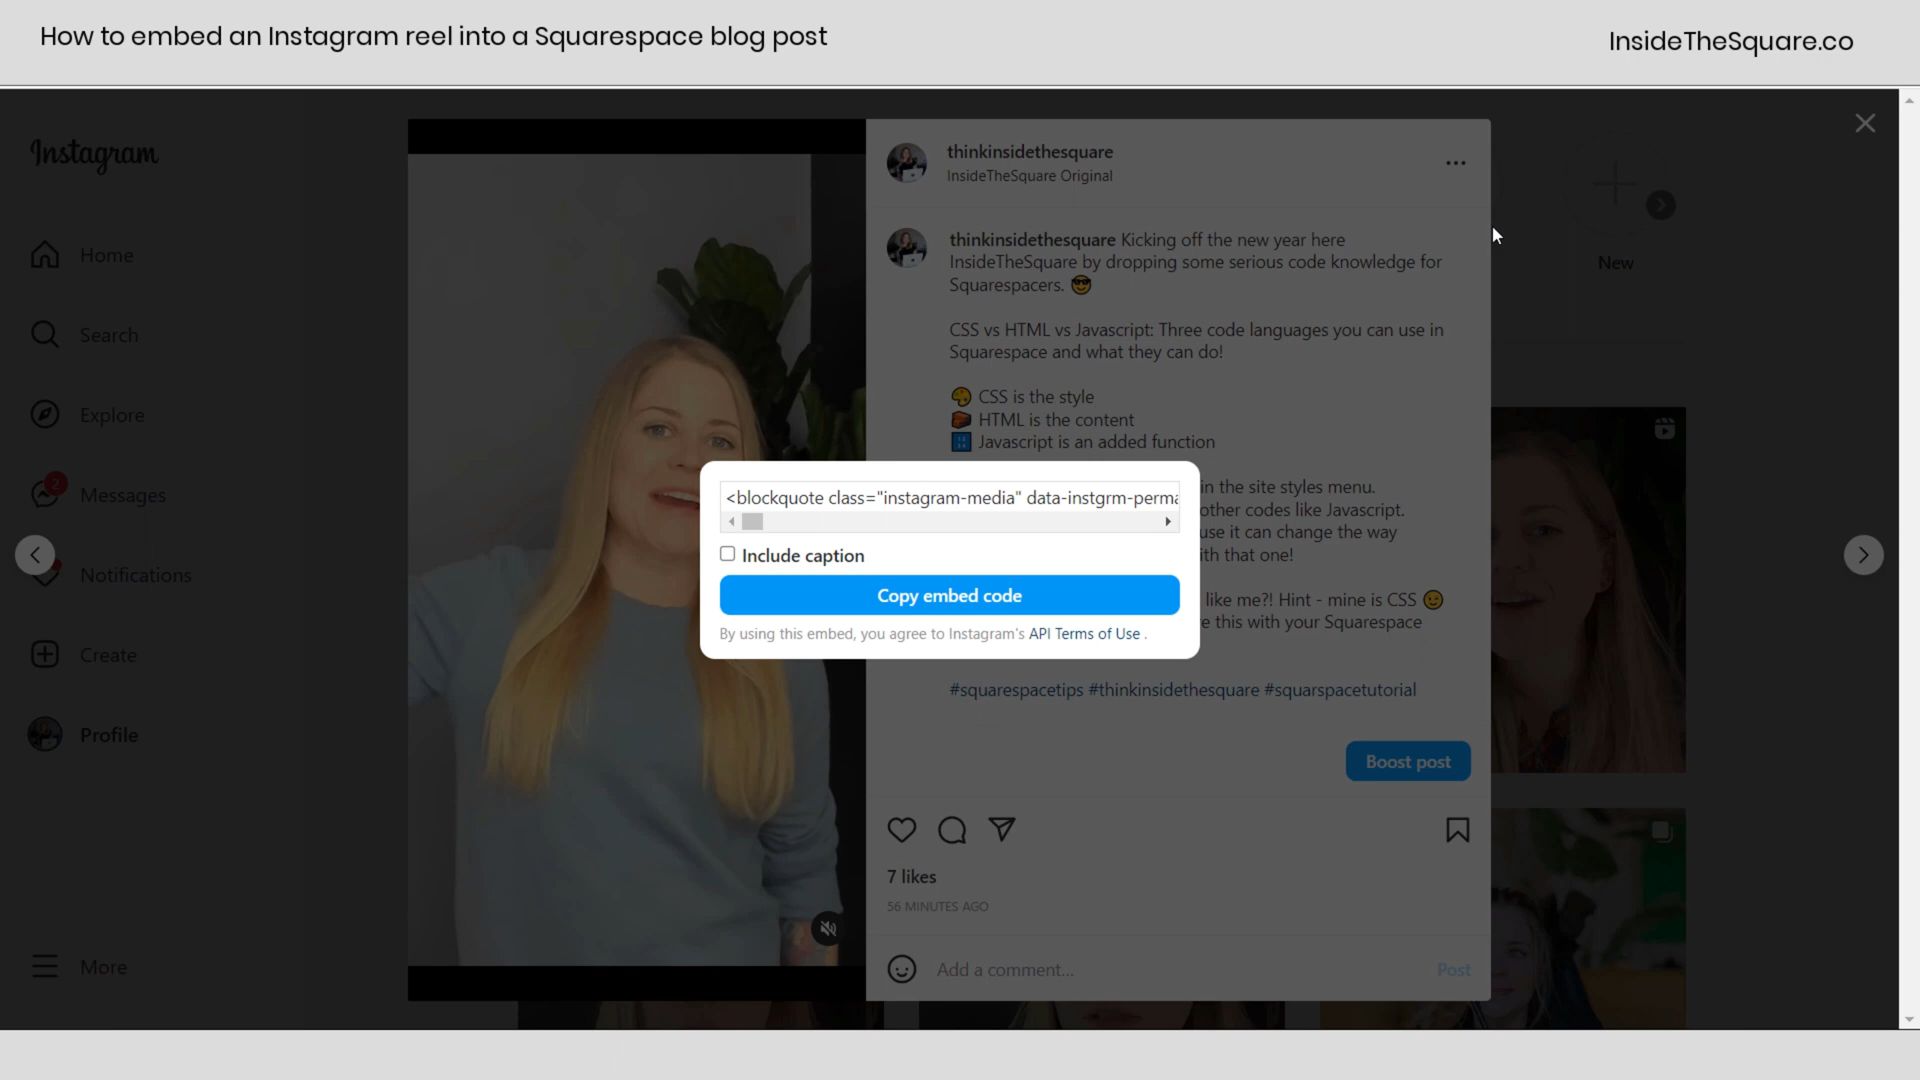 How to embed an Instagram reel into a Squarespace blog post
InsideTheSquare.co
Instagram
Home
Search
Explore
2
Messages
Notifications
Create
Profile
More
thinkinsidethesquare
InsideTheSquare Original
thinkinsidethesquare Kicking off the new year here
InsideTheSquare by dropping some serious code knowledge for
Squarespacers. 😎
CSS vs HTML vs Javascript: Three code languages you can use in
Squarespace and what they can do!
🎨 CSS is the style
🧱 HTML is the content
🔢 Javascript is an added function
in the site styles menu.
other codes like Javascript.
use it can change the way
ith that one!
like me?! Hint - mine is CSS 😉
e this with your Squarespace
#squarespacetips #thinkinsidethesquare #squarspacetutorial
<blockquote class="instagram-media" data-instgrm-perma
Include caption
Copy embed code
By using this embed, you agree to Instagram's API Terms of Use .
Boost post
7 likes
56 MINUTES AGO
Add a comment...
Post
New